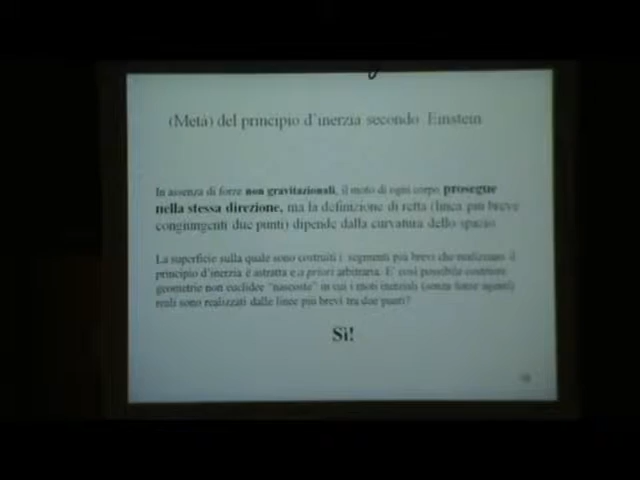 (Metà) del principio d'inerzia secondo Einstein
In assenza di forze non gravitazionali, il moto di ogni corpo prosegue
nella stessa direzione, ma la definizione di retta (linea più breve
congiungenti due punti) dipende dalla curvatura dello spazio
La superficie sulla quale sono costruiti i segmenti più brevi che realizzano il
principio d'inerzia è astratta e a priori arbitraria. E' così possibile costruire
geometrie non euclidee "nascoste" in cui i moti inerziali (senza forze agenti)
reali sono realizzati dalle linee più brevi tra due punti?
Sì!